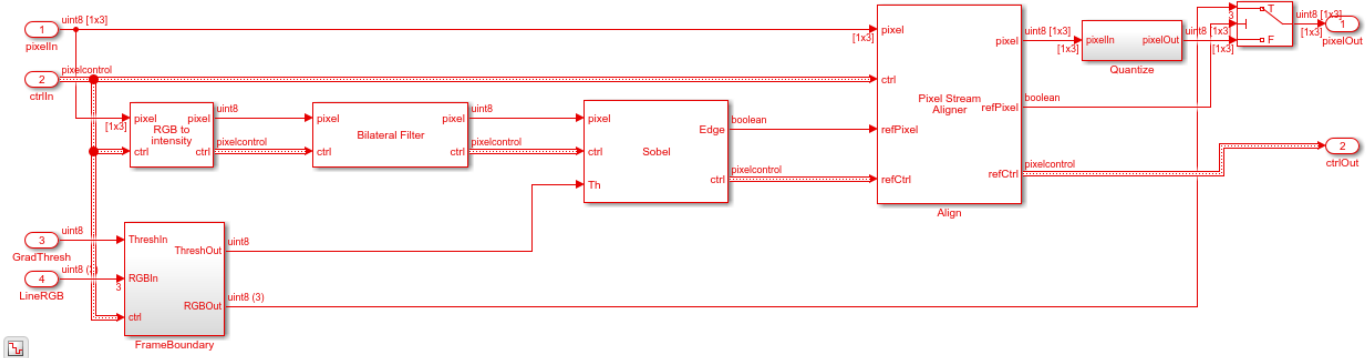 1
pixelIn
uint8 [1x3]
2
ctrlIn
pixelcontrol
[1x3]
pixel
RGB to
intensity
pixel
ctrl
ctrl
uint8
pixelcontrol
pixel
Bilateral Filter
pixel
ctrl
ctrl
uint8
pixelcontrol
pixel
Edge
ctrl
Sobel
Th
ctrl
boolean
pixelcontrol
pixel
[1x3]
ctrl
Pixel Stream
Aligner
refPixel
refCtrl
pixel
refPixel
refCtrl
Align
uint8 [1x3]
[1x3]
boolean
pixelcontrol
pixelIn
pixelOut
Quantize
uint8 [1x3]
[1x3]
3
T
F
uint8 [1x3]
[1x3]
1
pixelOut
2
ctrlOut
3
GradThresh
uint8
4
LineRGB
uint8 (3)
3
ThreshIn
RGBIn
ctrl
ThreshOut
RGBOut
FrameBoundary
uint8
uint8 (3)